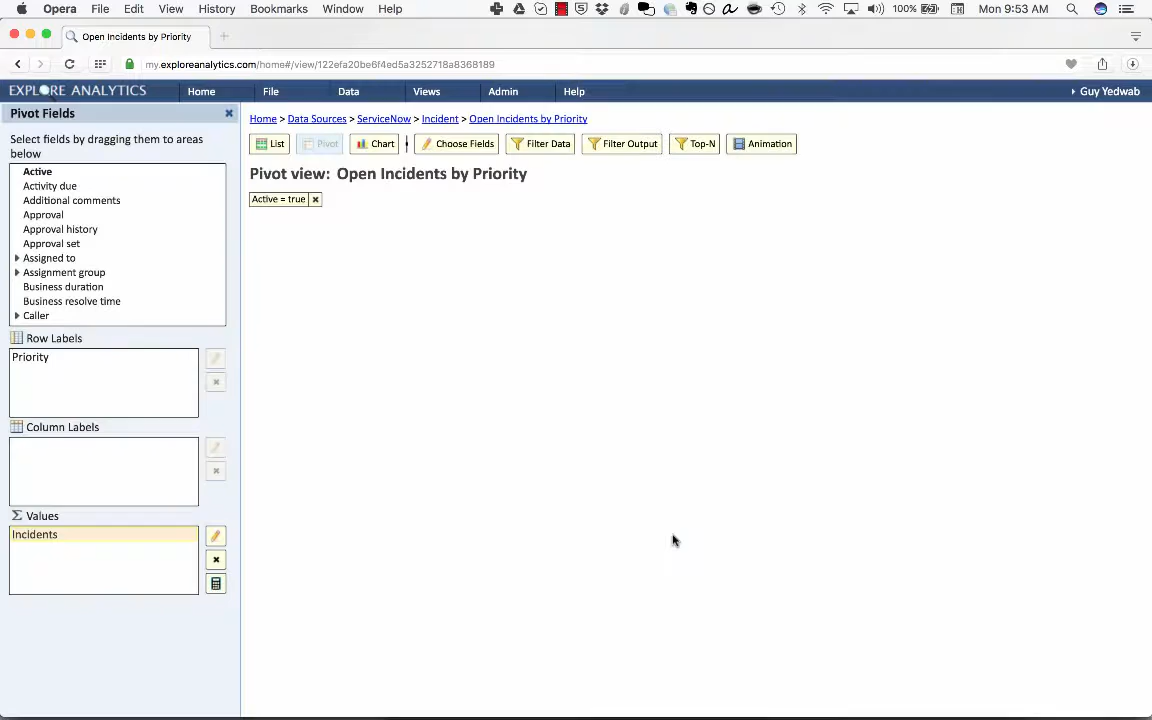 Opera File Edit View History Bookmarks Window Help 100% Mon 9:53 AM
Open Incidents by Priority
my.exploreanalytics.com/home#/view/122efa20be6f4ed5a3252718a8368189
EXPLORE ANALYTICS Home File Data Views Admin Help Guy Yedwab
Pivot Fields
Select fields by dragging them to areas
below
Active
Activity due
Additional comments
Approval
Approval history
Approval set
Assigned to
Assignment group
Business duration
Business resolve time
Caller
Row Labels
Priority
Column Labels
Values
Incidents
Home > Data Sources > ServiceNow > Incident > Open Incidents by Priority
List Pivot Chart Choose Fields Filter Data Filter Output Top-N Animation
Pivot view: Open Incidents by Priority
Active = true